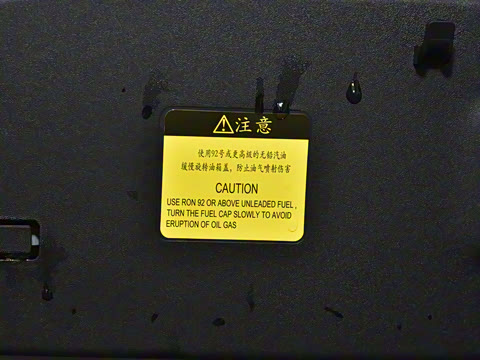 注意
使用92号或更高级的无铅汽油
缓慢旋转油箱盖，防止油气喷射伤害
CAUTION
USE RON 92 OR ABOVE UNLEADED FUEL,
TURN THE FUEL CAP SLOWLY TO AVOID
ERUPTION OF OIL GAS